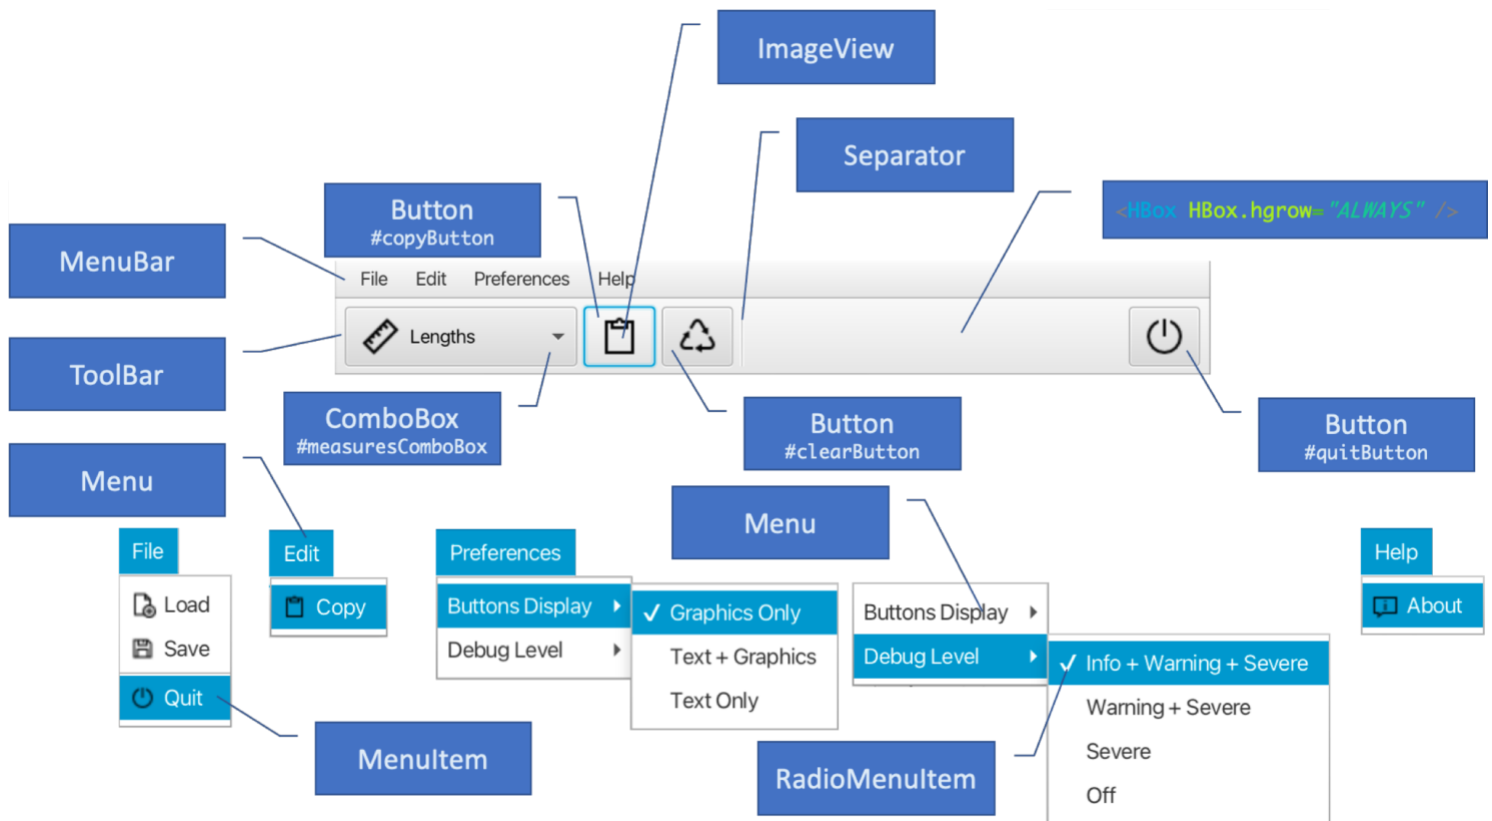 ImageView
Separator
<HBox HBox.hgrow="ALWAYS" />
Button
#copyButton
MenuBar
File Edit Preferences Help
Lengths
ToolBar
ComboBox
#measuresComboBox
Button
#clearButton
Button
#quitButton
Menu
Menu
File
Load
Save
Quit
Edit
Copy
Preferences
Buttons Display
Debug Level
Graphics Only
Text + Graphics
Text Only
Buttons Display
Debug Level
Info + Warning + Severe
Warning + Severe
Severe
Off
Help
About
MenuItem
RadioMenuItem